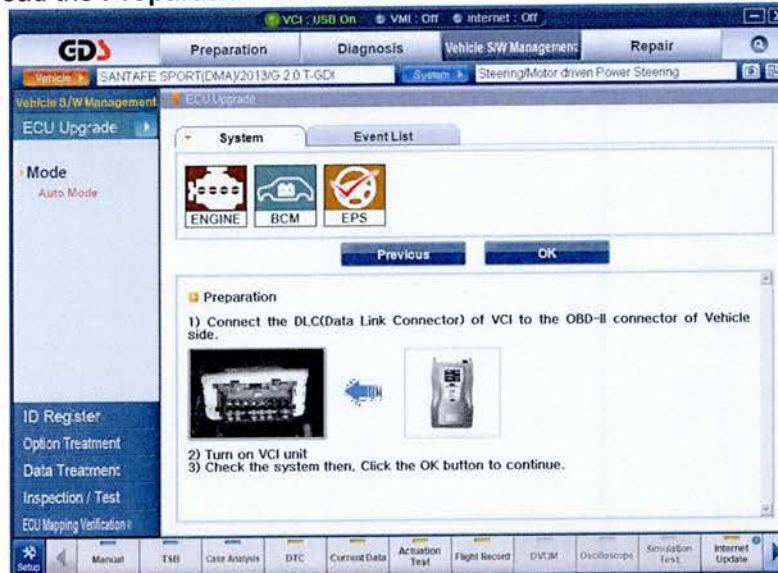 VCI : USB On VMI : Off Internet : Off
GDS Preparation Diagnosis Vehicle S/W Management Repair
Vehicle SANTAFE SPORT(DMA)/2013/G 2.0 T-GDI System Steering/Motor driven Power Steering
Vehicle S/W Management ECU Upgrade
ECU Upgrade
System Event List
Mode
Auto Mode
ENGINE BCM EPS
Previous OK
Preparation
1) Connect the DLC(Data Link Connector) of VCI to the OBD-II connector of Vehicle
side.
2) Turn on VCI unit
3) Check the system then, Click the OK button to continue.
ID Register
Option Treatment
Data Treatment
Inspection / Test
ECU Mapping Verification
Setup Manual TSB Case Analysis DTC Current Data Actuation Test Flight Record DVOM Oscilloscope Simulation Test Internet Update